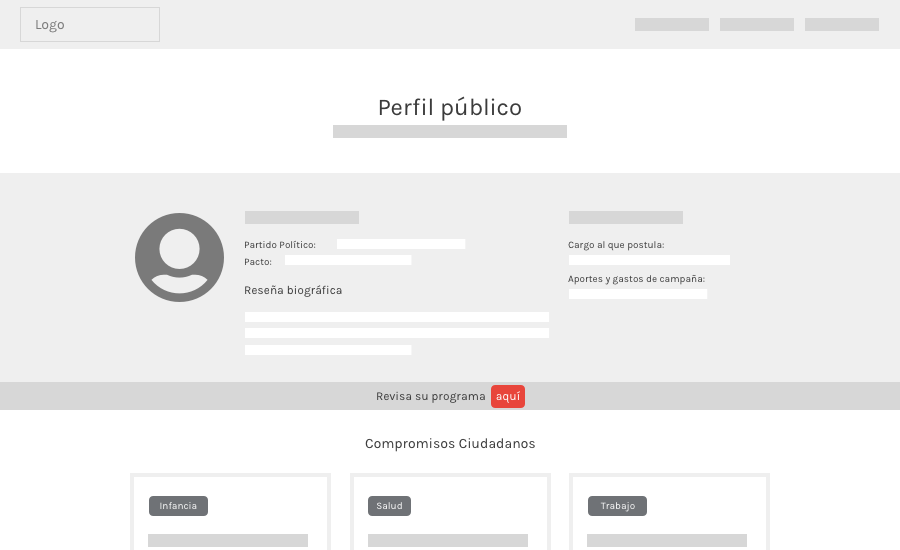 Logo
Perfil público
Partido Político:
Pacto:
Reseña biográfica
Cargo al que postula:
Aportes y gastos de campaña:
Revisa su programa aquí
Compromisos Ciudadanos
Infancia
Salud
Trabajo